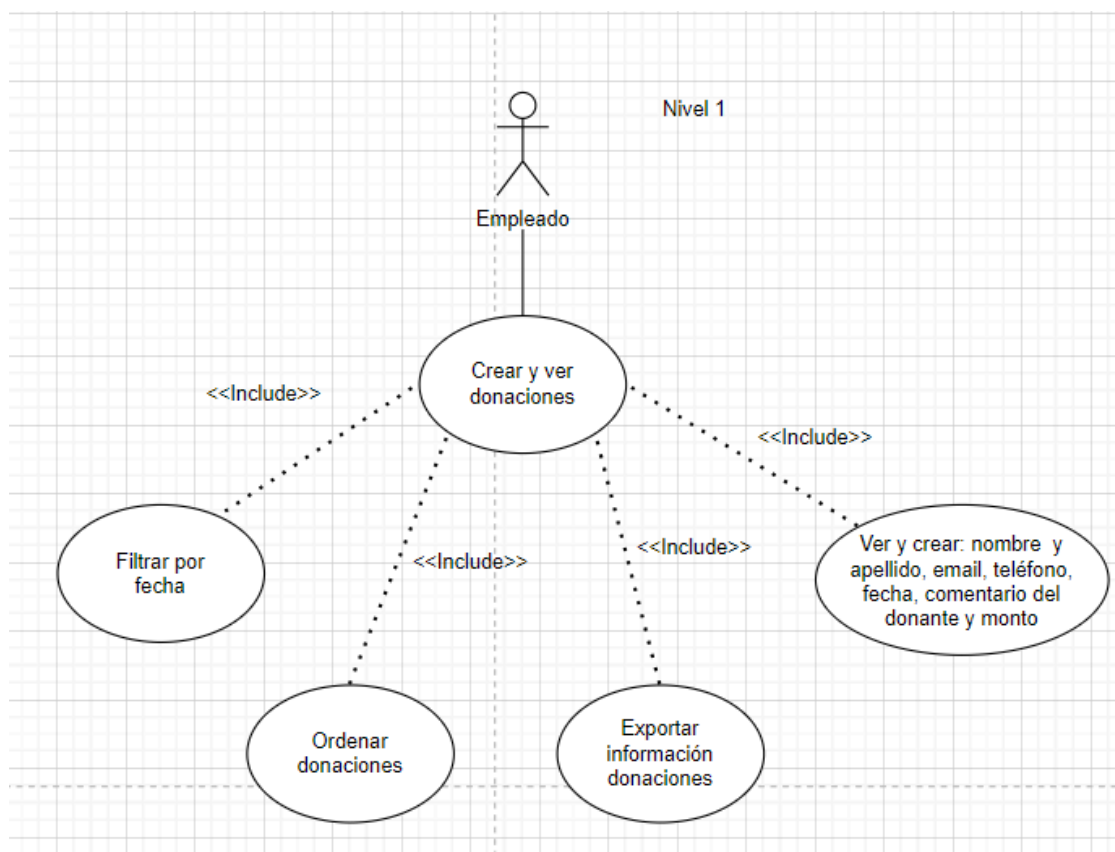 Nivel 1
Empleado
Crear y ver
donaciones
<<Include>>
<<Include>>
<<Include>>
<<Include>>
Filtrar por
fecha
Ver y crear: nombre y
apellido, email, teléfono,
fecha, comentario del
donante y monto
Ordenar
donaciones
Exportar
información
donaciones